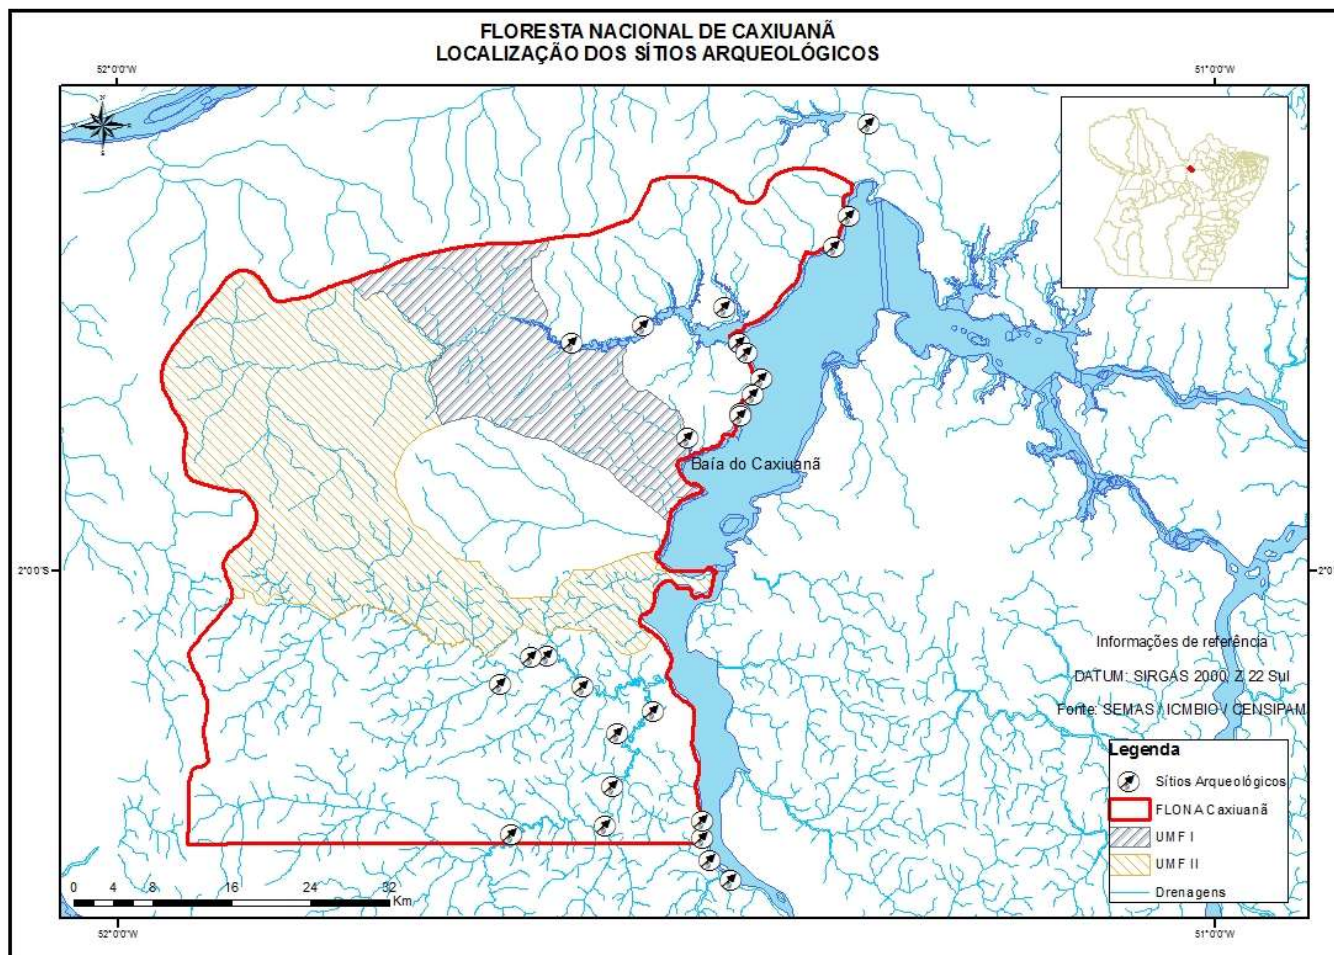 FLORESTA NACIONAL DE CAXIUANÃ
LOCALIZAÇÃO DOS SÍTIOS ARQUEOLÓGICOS
52°0'0"W
51°0'0"W
Baía do Caxiuanã
2°0'0"S
2°0'
Informações de referência
DATUM: SIRGAS 2000, Z 22 Sul
Fonte: SEMAS / ICMBIO / CENSIPAM
Legenda
Sítios Arqueológicos
FLONA Caxiuanã
UMF I
UMF II
Drenagens
0 4 8 16 24 32
Km
52°0'0"W
51°0'0"W